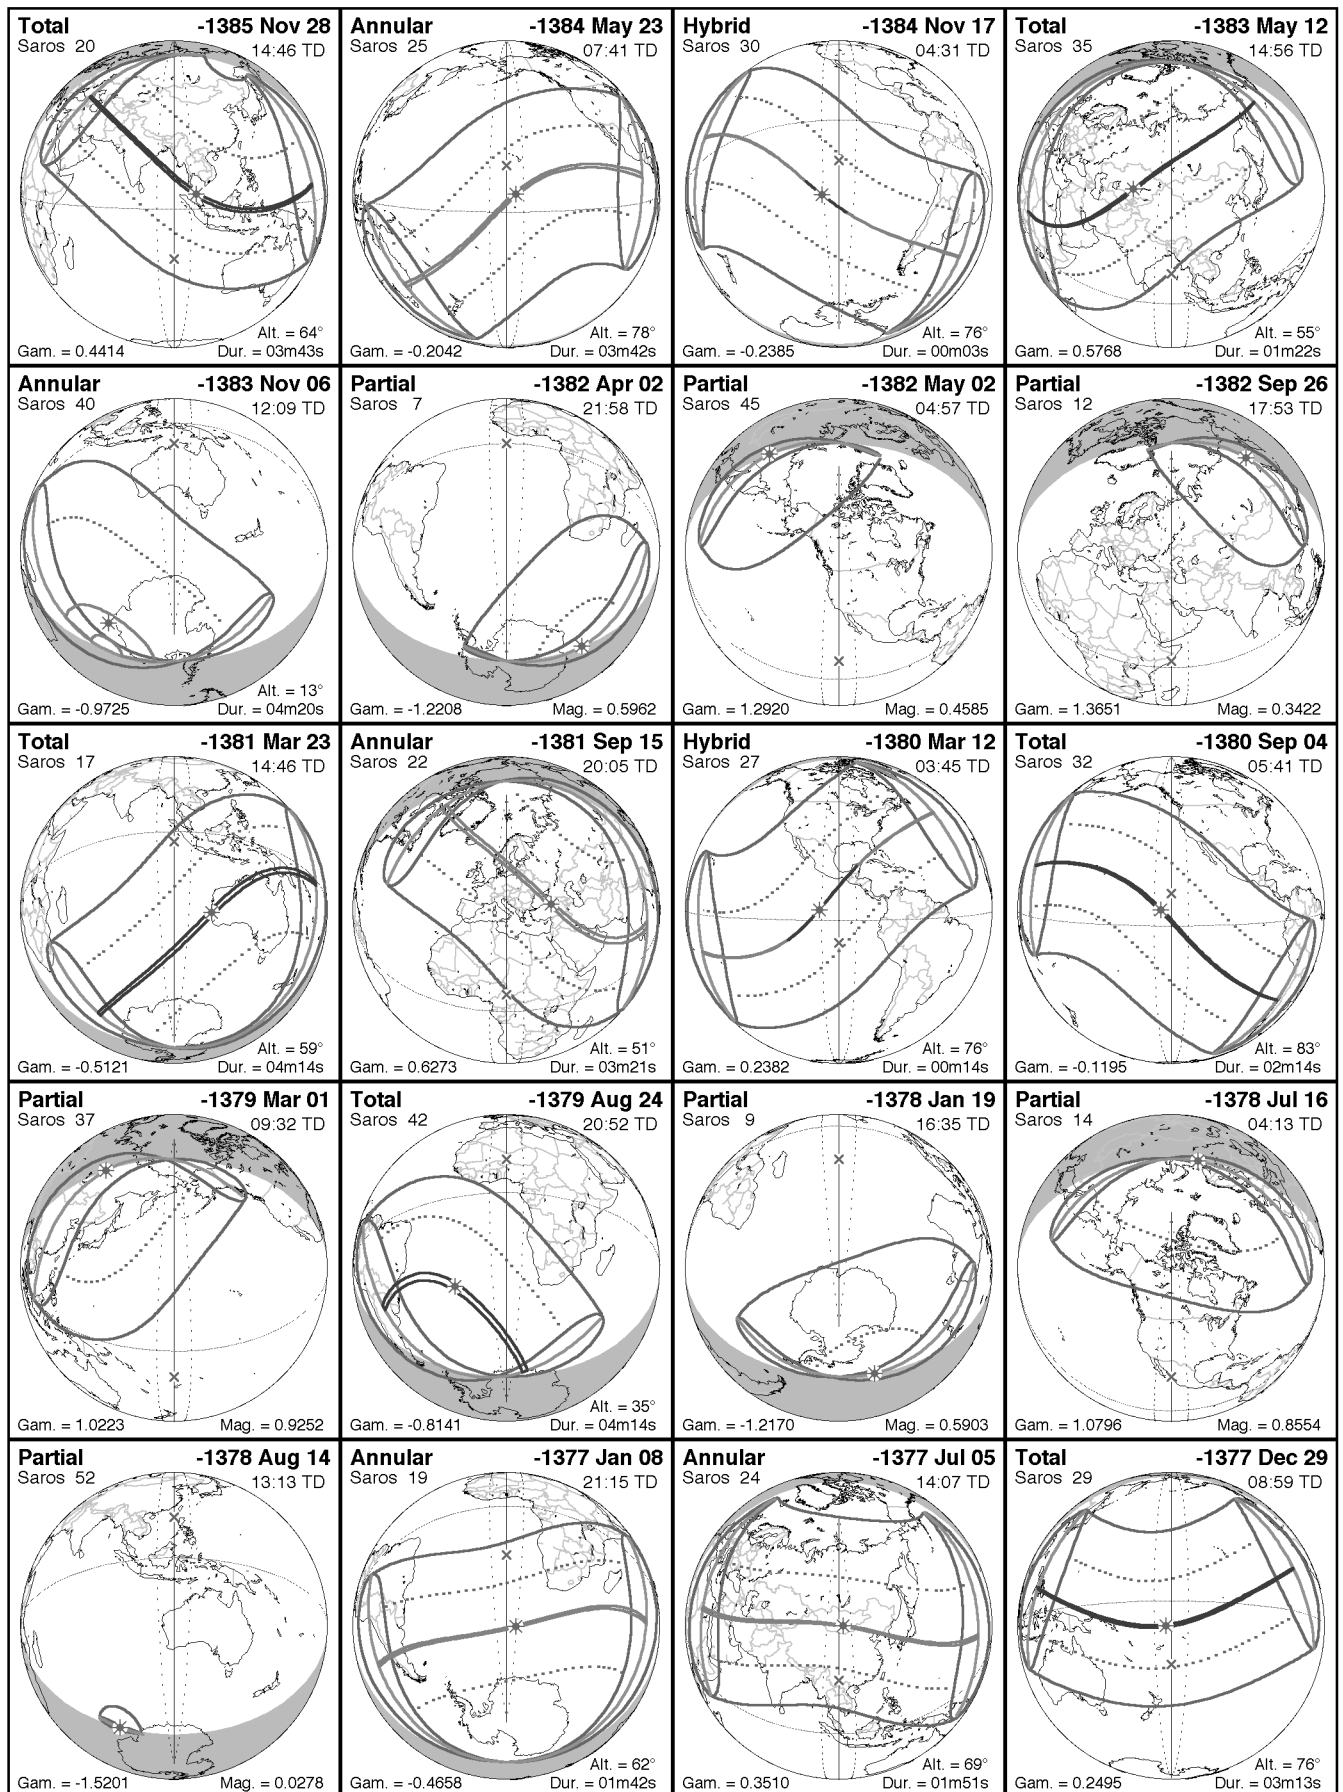 Total -1385 Nov 28
Saros 20 14:46 TD
Alt. = 64°
Gam. = 0.4414 Dur. = 03m43s
Annular -1384 May 23
Saros 25 07:41 TD
Alt. = 78°
Gam. = -0.2042 Dur. = 03m42s
Hybrid -1384 Nov 17
Saros 30 04:31 TD
Alt. = 76°
Gam. = -0.2385 Dur. = 00m03s
Total -1383 May 12
Saros 35 14:56 TD
Alt. = 55°
Gam. = 0.5768 Dur. = 01m22s
Annular -1383 Nov 06
Saros 40 12:09 TD
Alt. = 13°
Gam. = -0.9725 Dur. = 04m20s
Partial -1382 Apr 02
Saros 7 21:58 TD
Gam. = -1.2208 Mag. = 0.5962
Partial -1382 May 02
Saros 45 04:57 TD
Gam. = 1.2920 Mag. = 0.4585
Partial -1382 Sep 26
Saros 12 17:53 TD
Gam. = 1.3651 Mag. = 0.3422
Total -1381 Mar 23
Saros 17 14:46 TD
Alt. = 59°
Gam. = -0.5121 Dur. = 04m14s
Annular -1381 Sep 15
Saros 22 20:05 TD
Alt. = 51°
Gam. = 0.6273 Dur. = 03m21s
Hybrid -1380 Mar 12
Saros 27 03:45 TD
Alt. = 76°
Gam. = 0.2382 Dur. = 00m14s
Total -1380 Sep 04
Saros 32 05:41 TD
Alt. = 83°
Gam. = -0.1195 Dur. = 02m14s
Partial -1379 Mar 01
Saros 37 09:32 TD
Gam. = 1.0223 Mag. = 0.9252
Total -1379 Aug 24
Saros 42 20:52 TD
Alt. = 35°
Gam. = -0.8141 Dur. = 04m14s
Partial -1378 Jan 19
Saros 9 16:35 TD
Gam. = -1.2170 Mag. = 0.5903
Partial -1378 Jul 16
Saros 14 04:13 TD
Gam. = 1.0796 Mag. = 0.8554
Partial -1378 Aug 14
Saros 52 13:13 TD
Gam. = -1.5201 Mag. = 0.0278
Annular -1377 Jan 08
Saros 19 21:15 TD
Alt. = 62°
Gam. = -0.4658 Dur. = 01m42s
Annular -1377 Jul 05
Saros 24 14:07 TD
Alt. = 69°
Gam. = 0.3510 Dur. = 01m51s
Total -1377 Dec 29
Saros 29 08:59 TD
Alt. = 76°
Gam. = 0.2495 Dur. = 03m13s